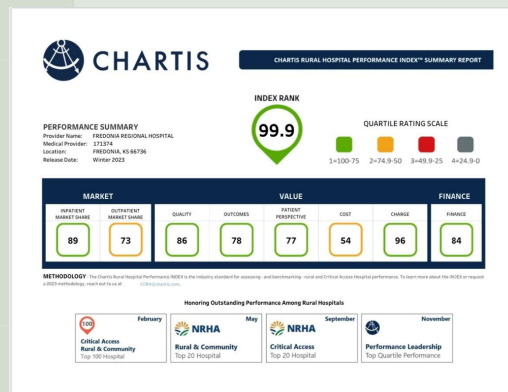 CHARTIS
CHARTIS RURAL HOSPITAL PERFORMANCE INDEX™ SUMMARY REPORT
INDEX RANK
99.9
PERFORMANCE SUMMARY
Provider Name: FREDONIA REGIONAL HOSPITAL
Medical Provider: 171374
Location: FREDONIA, KS 66736
Release Date: Winter 2023
QUARTILE RATING SCALE
1=100-75 2=74.9-50 3=49.9-25 4=24.9-0
MARKET VALUE FINANCE
INPATIENT MARKET SHARE OUTPATIENT MARKET SHARE QUALITY OUTCOMES PATIENT PERSPECTIVE COST CHARGE FINANCE
89 73 86 78 77 54 96 84
METHODOLOGY - The Chartis Rural Hospital Performance INDEX is the industry standard for assessing - and benchmarking - rural and Critical Access Hospital performance. To learn more about the INDEX or request
a 2023 methodology, reach out to us at
Honoring Outstanding Performance Among Rural Hospitals
100 February
Critical Access
Rural & Community
Top 100 Hospital
May
NRHA
Rural & Community
Top 20 Hospital
September
NRHA
Critical Access
Top 20 Hospital
November
Performance Leadership
Top Quartile Performance